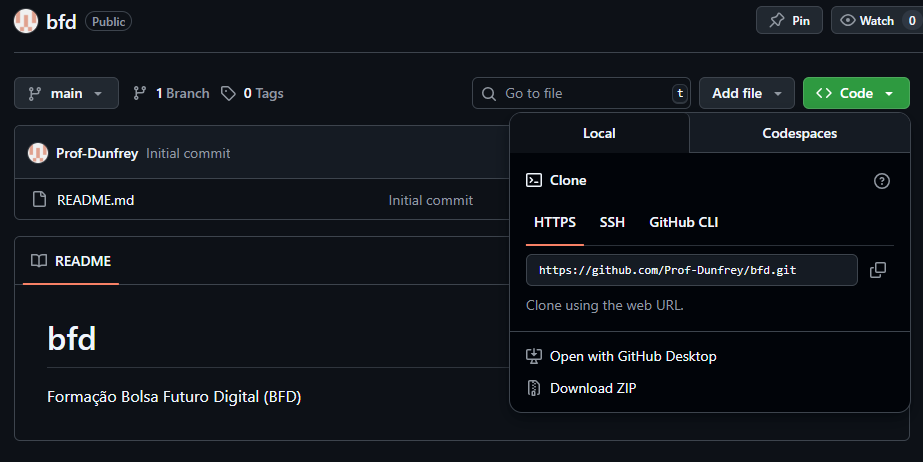 bfd Public Pin Watch 0
main 1 Branch 0 Tags Go to file t Add file Code
Local Codespaces
Prof-Dunfrey Initial commit
Clone
README.md Initial commit
HTTPS SSH GitHub CLI
README
https://github.com/Prof-Dunfrey/bfd.git
Clone using the web URL.
bfd
Open with GitHub Desktop
Download ZIP
Formação Bolsa Futuro Digital (BFD)